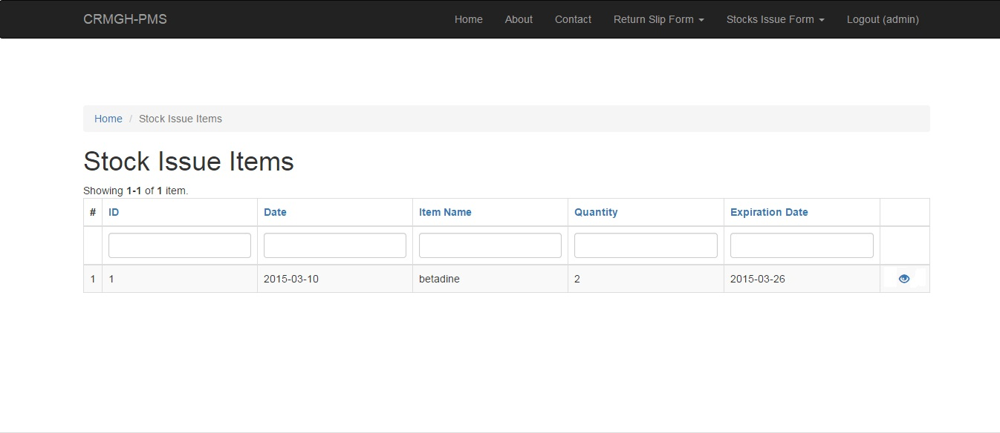 CRMGH-PMS Home About Contact Return Slip Form Stocks Issue Form Logout (admin)
Home / Stock Issue Items
Stock Issue Items
Showing 1-1 of 1 item.
# ID Date Item Name Quantity Expiration Date
1 1 2015-03-10 betadine 2 2015-03-26